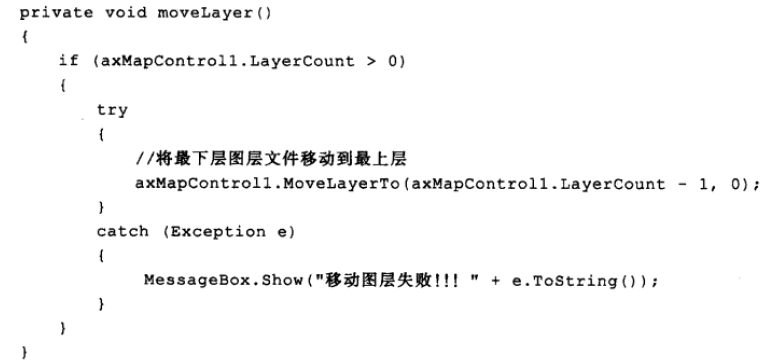 private void moveLayer()
{
    if (axMapControl1.LayerCount > 0)
    {
        try
        {
            //将最下层图层文件移动到最上层
            axMapControl1.MoveLayerTo(axMapControl1.LayerCount - 1, 0);
        }
        catch (Exception e)
        {
            MessageBox.Show("移动图层失败!!! " + e.ToString());
        }
    }
}